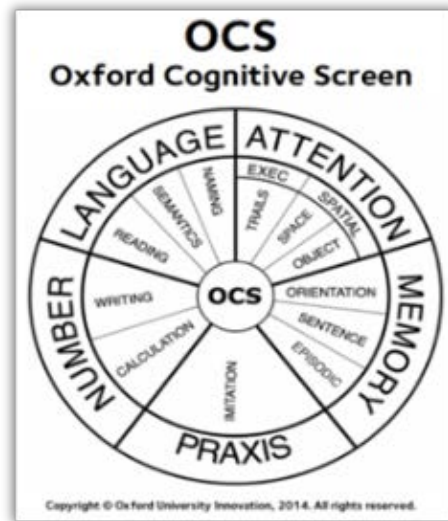 OCS
Oxford Cognitive Screen
LANGUAGE
ATTENTION
MEMORY
PRAXIS
NUMBER
NAMING
SEMANTICS
READING
EXEC
SPATIAL
TRAILS
SPACE
OBJECT
ORIENTATION
SENTENCE
EPISODIC
IMITATION
CALCULATION
WRITING
OCS
Copyright © Oxford University Innovation, 2014. All rights reserved.